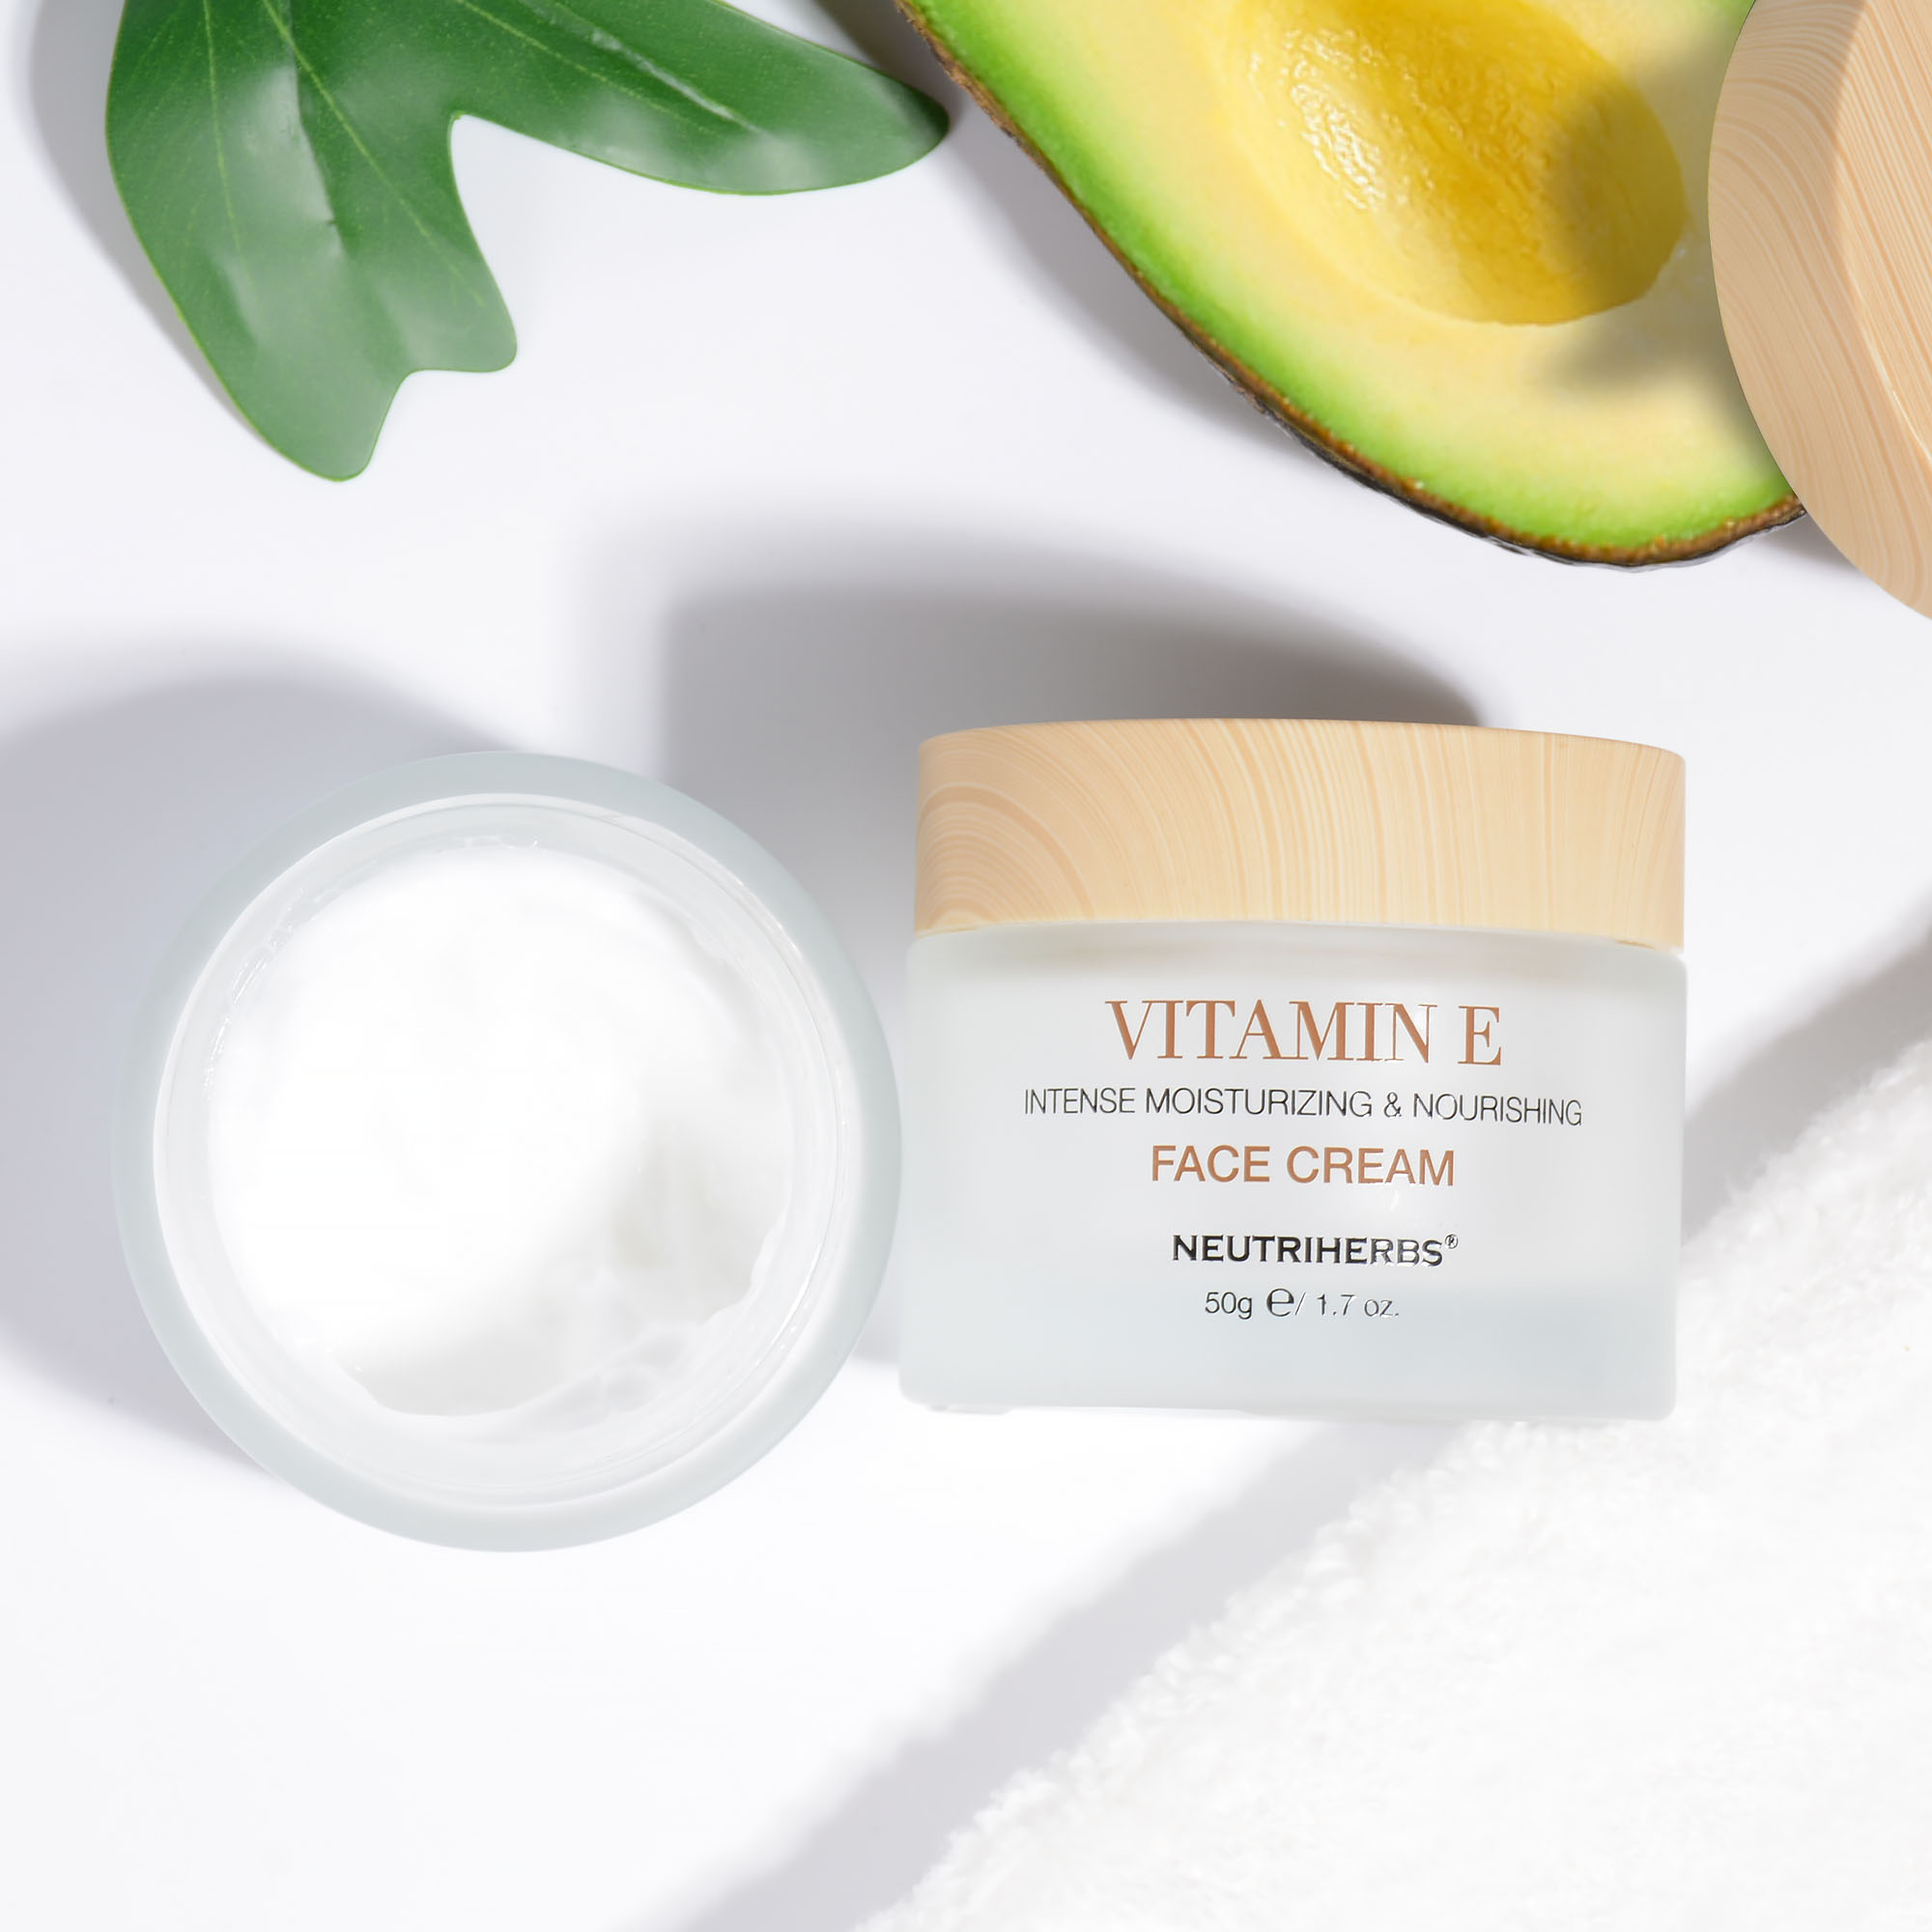 VITAMIN E
INTENSE MOISTURIZING & NOURISHING
FACE CREAM
NEUTRIHERBS®
50g ℮/ 1.7 oz.